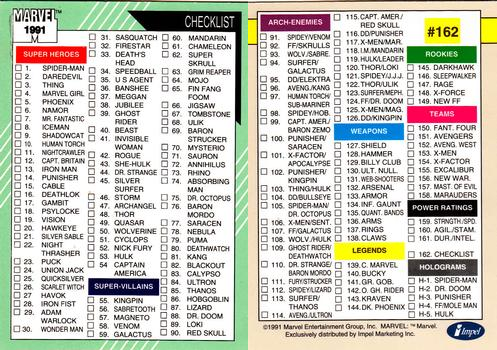 MARVEL
1991
CHECKLIST
SUPER HEROES
1. SPIDER-MAN
2. DAREDEVIL
3. THING
4. MARVEL GIRL
5. PHOENIX
6. NAMOR
7. MR. FANTASTIC
8. ICEMAN
9. SHADOWCAT
10. HUMAN TORCH
11. NIGHTCRAWLER
12. CAPT. BRITAIN
13. IRON MAN
14. PUNISHER
15. CABLE
16. DEATHLOK
17. GAMBIT
18. PSYLOCKE
19. VISION
20. HAWKEYE
21. SILVER SABLE
22. NIGHT
THRASHER
23. PUCK
24. UNION JACK
25. QUICKSILVER
26. SCARLET WITCH
27. HAVOK
28. IRON FIST
29. ADAM
WARLOCK
30. WONDER MAN
31. SASQUATCH
32. FIRESTAR
33. DEATH'S
HEAD
34. SPEEDBALL
35. U S AGENT
36. BANSHEE
37. MEGGAN
38. JUBILEE
39. GHOST
RIDER
40. BEAST
41. INVISIBLE
WOMAN
42. ROGUE
43. SHE-HULK
44. DR. STRANGE
45. SILVER
SURFER
46. STORM
47. ARCHANGEL
48. THOR
49. QUASAR
50. WOLVERINE
51. CYCLOPS
52. NICK FURY
53. HULK
54. CAPTAIN
AMERICA
SUPER-VILLAINS
55. KINGPIN
56. SABRETOOTH
57. MAGNETO
58. VENOM
59. GALACTUS
60. MANDARIN
61. CHAMELEON
62. SUPER
SKRULL
63. GRIM REAPER
64. MOJO
65. FIN FANG
FOOM
66. JIGSAW
67. TOMBSTONE
68. ULIK
69. BARON
STRUCKER
70. MYSTERIO
71. SAURON
72. ANNIHILUS
73. RHINO
74. ABSORBING
MAN
75. DR. OCTOPUS
76. BARON MORDO
77. SARACEN
78. NEBULA
79. PUMA
80. DEATHWATCH
81. KANG
82. BLACKOUT
83. CALYPSO
84. ULTRON
85. THANOS
86. HOBGOBLIN
87. LIZARD
88. DR. DOOM
89. LOKI
90. RED SKULL
ARCH-ENEMIES
91. SPIDEY/VENOM
92. FF/SKRULLS
93. WOLV./SABRE.
94. SURFER/
GALACTUS
95. DD/ELEKTRA
96. AVENG./KANG
97. HUMAN TORCH
SUB-MARINER
98. SPIDEY/HOB.
99. CAPT. AMER./
BARON ZEMO
100. PUNISHER/
SARACEN
101. X-FACTOR/
APOCALYPSE
102. PUNISHER/
KINGPIN
103. THING/HULK
104. DD/BULLSEYE
105. SPIDER-MAN/
DR. OCTOPUS
106. X-MEN/SENT.
107. FF/GALACTUS
108. WOLV./HULK
109. GHOST RIDER/
DEATHWATCH
110. DR. STRANGE/
BARON MORDO
111. FURY/STRUCKER
112. SPIDEY/LIZARD
113. SPIDEY/DR. DOOM
114. AVENG./ULTRON
115. CAPT. AMER./
RED SKULL
116. DD/PUNISHER
117. X-MEN/MAR.
118. I.M./MANDARIN
119. HULK/LEADER
120. THOR/LOKI
121. SPIDEY/J.J.J.
122. AVENG./THANOS
123. SURFER/MEPH.
124. FF/DR. DOOM
125. X-MEN/MAG.
126. DD/KINGPIN
WEAPONS
127. SHIELD
128. HAMMER
129. BILLY CLUB
130. ULT. NULL.
131. WEB-SHOOTERS
132. ARSENAL
133. ARMOR
134. INFINITY GAUNT.
135. QUANT. BANDS
136. ARMS
137. RINGS
138. CLAWS
LEGENDS
139. C. MARVEL
140. BUCKY
141. GR. GOBLIN
142. O. GH. RIDER
143. KRAVEN
144. DK. PHOENIX
#162
ROOKIES
145. DARKHAWK
146. SLEEPWALKER
147. RAGE
148. X-FORCE
149. NEW FF
TEAMS
150. FANT. FOUR
151. AVENGERS
152. AVENG. WEST
153. X-MEN
154. X-FACTOR
155. EXCALIBUR
156. NEW WAR.
157. MAST. OF EVIL
158. MARAUDERS
POWER RATINGS
159. STRNGTH/SPD.
160. AGIL./STAM.
161. DUR./INTEL.
162. CHECKLIST
HOLOGRAMS
H-1. SPIDER-MAN
H-2. DR. DOOM
H-3. PUNISHER
H-4. FF/MOLE MAN
H-5. HULK
©1991 Marvel Entertainment Group, Inc. MARVEL: ™ Marvel.
Exclusively distributed by Impel Marketing Inc.
impel